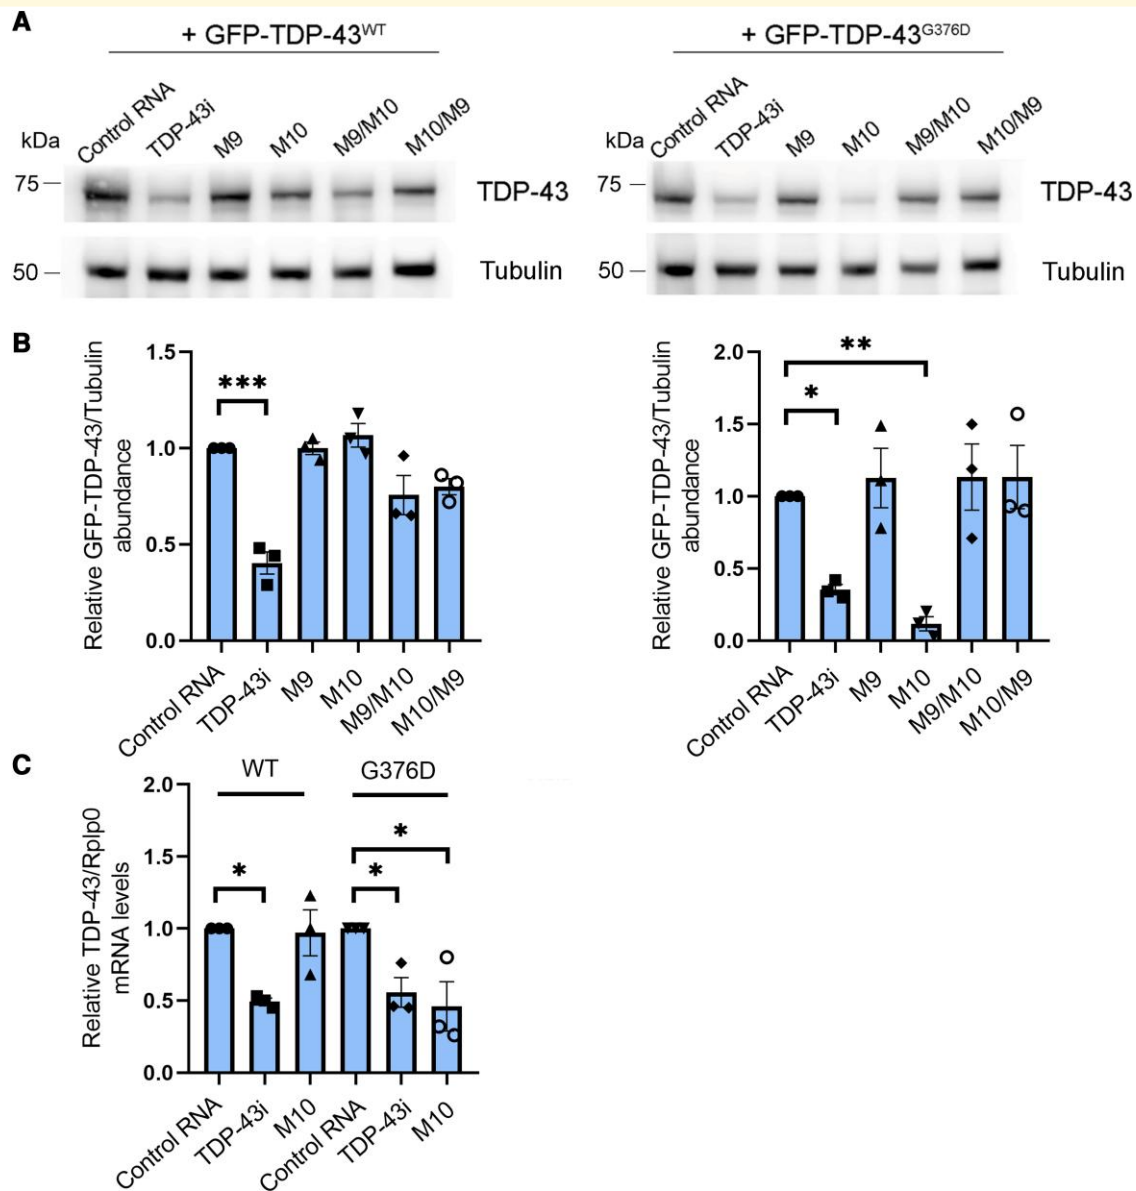 A
+ GFP-TDP-43WT
+ GFP-TDP-43G376D
kDa
Control RNA
TDP-43i
M9
M10
M9/M10
M10/M9
75
TDP-43
50
Tubulin
kDa
Control RNA
TDP-43i
M9
M10
M9/M10
M10/M9
75
TDP-43
50
Tubulin
B
Relative GFP-TDP-43/Tubulin
abundance
1.5
1.0
0.5
0.0
***
Control RNA
TDP-43i
M9
M10
M9/M10
M10/M9
Relative GFP-TDP-43/Tubulin
abundance
2.0
1.5
1.0
0.5
0.0
**
*
Control RNA
TDP-43i
M9
M10
M9/M10
M10/M9
C
WT
G376D
Relative TDP-43/Rplp0
mRNA levels
2.0
1.5
1.0
0.5
0.0
*
*
*
Control RNA
TDP-43i
M10
Control RNA
TDP-43i
M10